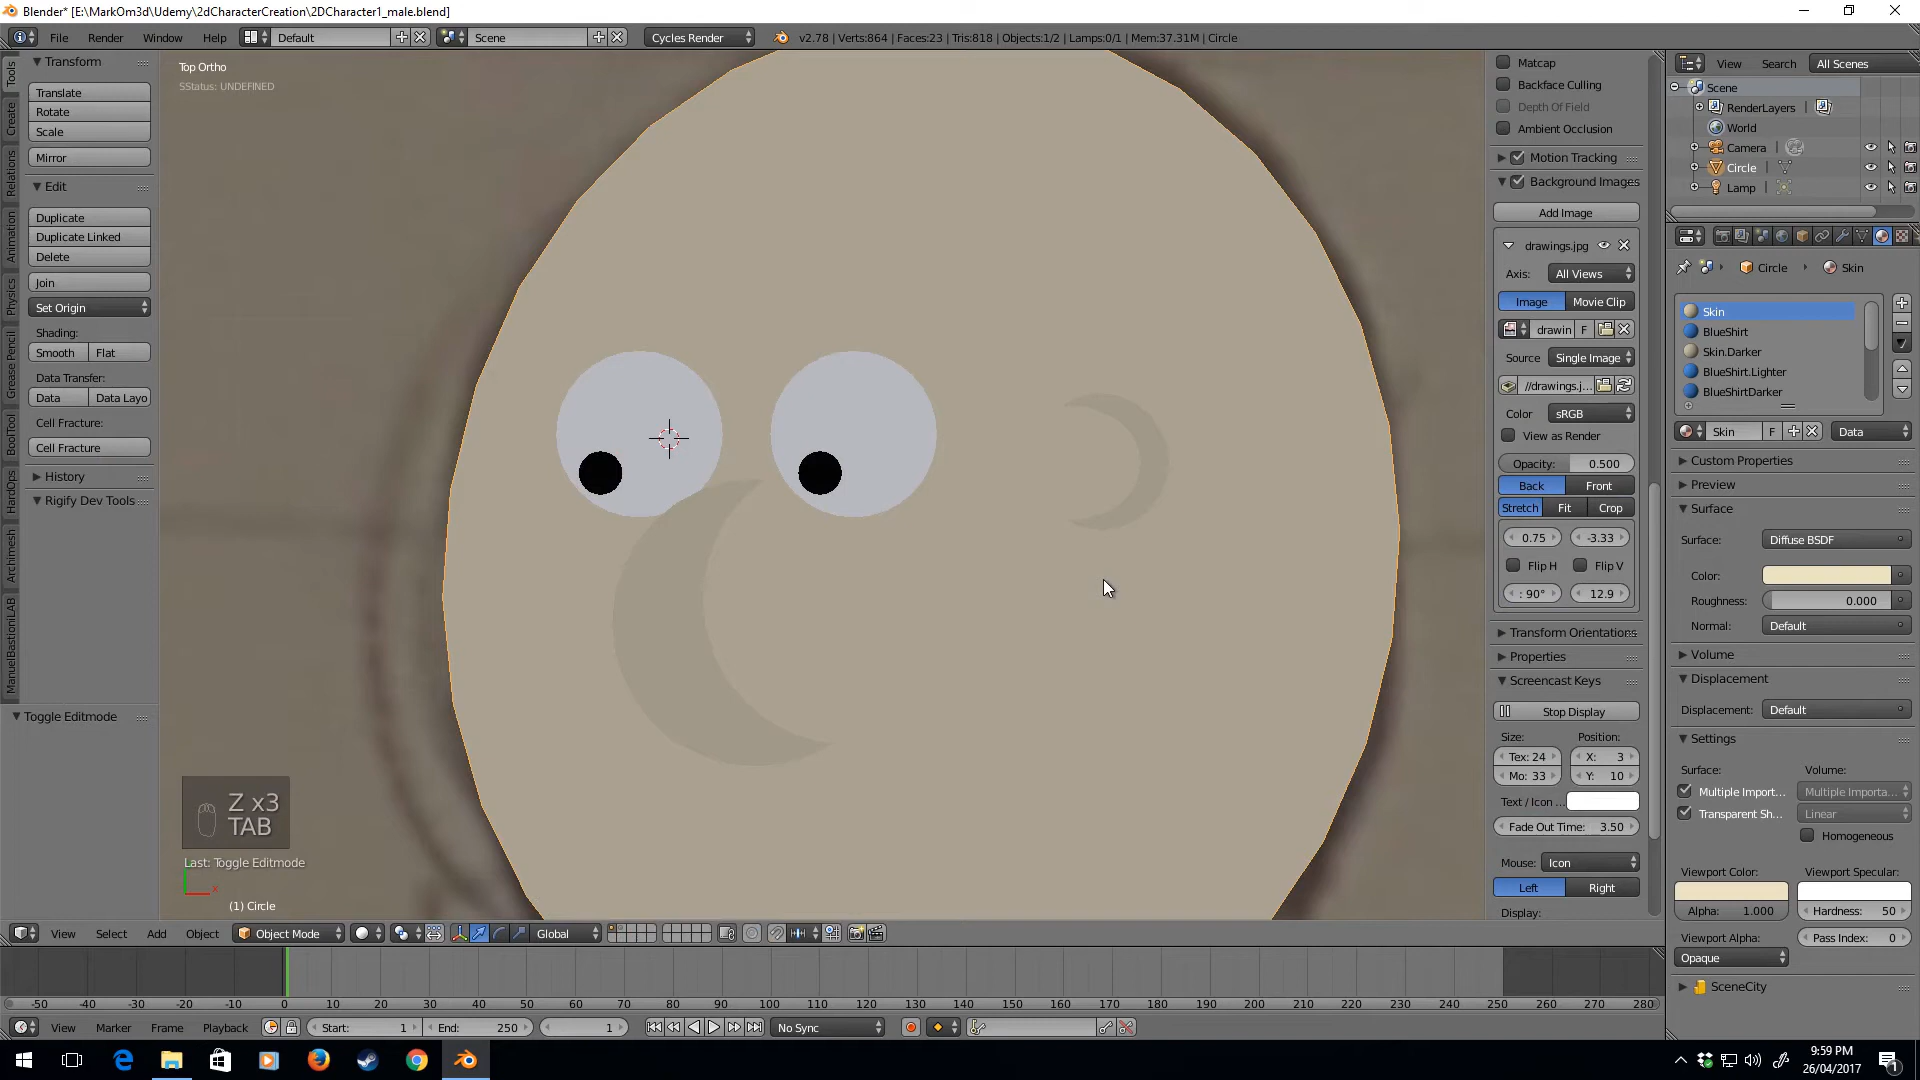 Blender* [E:\MarkOm3d\Udemy\2dCharacterCreation\2DCharacter1_male.blend]
File Render Window Help Default Scene Cycles Render v2.78 | Verts:864 | Faces:23 | Tris:818 | Objects:1/2 | Lamps:0/1 | Mem:37.31M | Circle
Tools
Create
Relations
Animation
Physics
Grease Pencil
BoolTool
HardOps
Archimesh
ManuelBastioniLAB
Transform
Translate
Rotate
Scale
Mirror
Edit
Duplicate
Duplicate Linked
Delete
Join
Set Origin
Shading:
Smooth Flat
Data Transfer:
Data Data Layo
Cell Fracture:
Cell Fracture
History
Rigify Dev Tools
Toggle Editmode
Top Ortho
SStatus: UNDEFINED
Z x3
TAB
Last: Toggle Editmode
x
(1) Circle
Matcap
Backface Culling
Depth Of Field
Ambient Occlusion
Motion Tracking
Background Images
Add Image
drawings.jpg
Axis: All Views
Image Movie Clip
drawin F
Source Single Image
//drawings.j...
Color sRGB
View as Render
Opacity: 0.500
Back Front
Stretch Fit Crop
0.75 -3.33
Flip H Flip V
: 90° 12.9
Transform Orientations
Properties
Screencast Keys
Stop Display
Size: Position:
Tex: 24 X: 3
Mo: 33 Y: 10
Text / Icon ...
Fade Out Time: 3.50
Mouse: Icon
Left Right
Display:
View Search All Scenes
Scene
RenderLayers
World
Camera
Circle
Lamp
Circle Skin
Skin
BlueShirt
Skin.Darker
BlueShirt.Lighter
BlueShirtDarker
Skin F Data
Custom Properties
Preview
Surface
Surface: Diffuse BSDF
Color:
Roughness: 0.000
Normal: Default
Volume
Displacement
Displacement: Default
Settings
Surface: Volume:
Multiple Import... Multiple Importa...
Transparent Sh... Linear
Homogeneous
Viewport Color: Viewport Specular:
Alpha: 1.000 Hardness: 50
Viewport Alpha: Pass Index: 0
Opaque
SceneCity
View Select Add Object Object Mode Global
-50 -40 -30 -20 -10 0 10 20 30 40 50 60 70 80 90 100 110 120 130 140 150 160 170 180 190 200 210 220 230 240 250 260 270 280
View Marker Frame Playback Start: 1 End: 250 1 No Sync
9:59 PM
26/04/2017
1